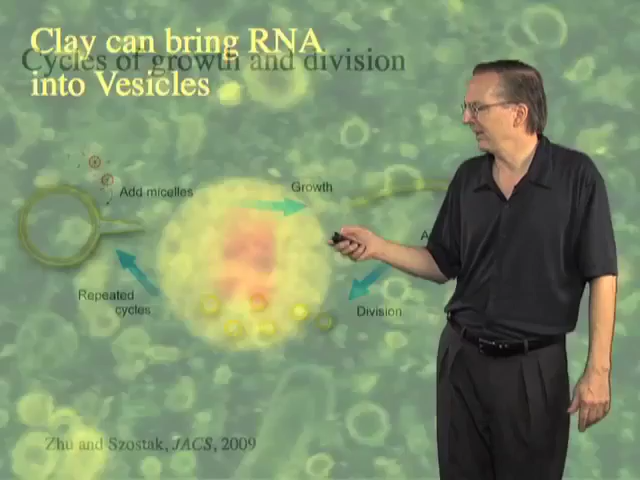 Clay can bring RNA
into Vesicles
Cycles of growth and division
Add micelles
Growth
A
Repeated
cycles
Division
Zhu and Szostak, JACS, 2009